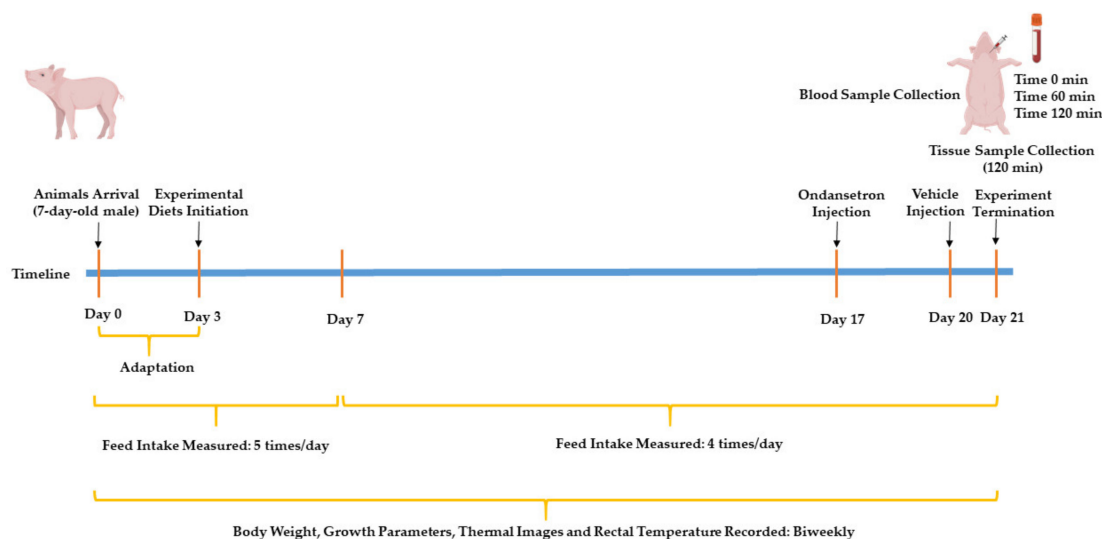 Blood Sample Collection
Time 0 min
Time 60 min
Time 120 min
Tissue Sample Collection
(120 min)
Animals Arrival
(7-day-old male)
Experimental
Diets Initiation
Ondansetron
Injection
Vehicle
Injection
Experiment
Termination
Timeline
Day 0
Day 3
Day 7
Day 17
Day 20
Day 21
Adaptation
Feed Intake Measured: 5 times/day
Feed Intake Measured: 4 times/day
Body Weight, Growth Parameters, Thermal Images and Rectal Temperature Recorded: Biweekly